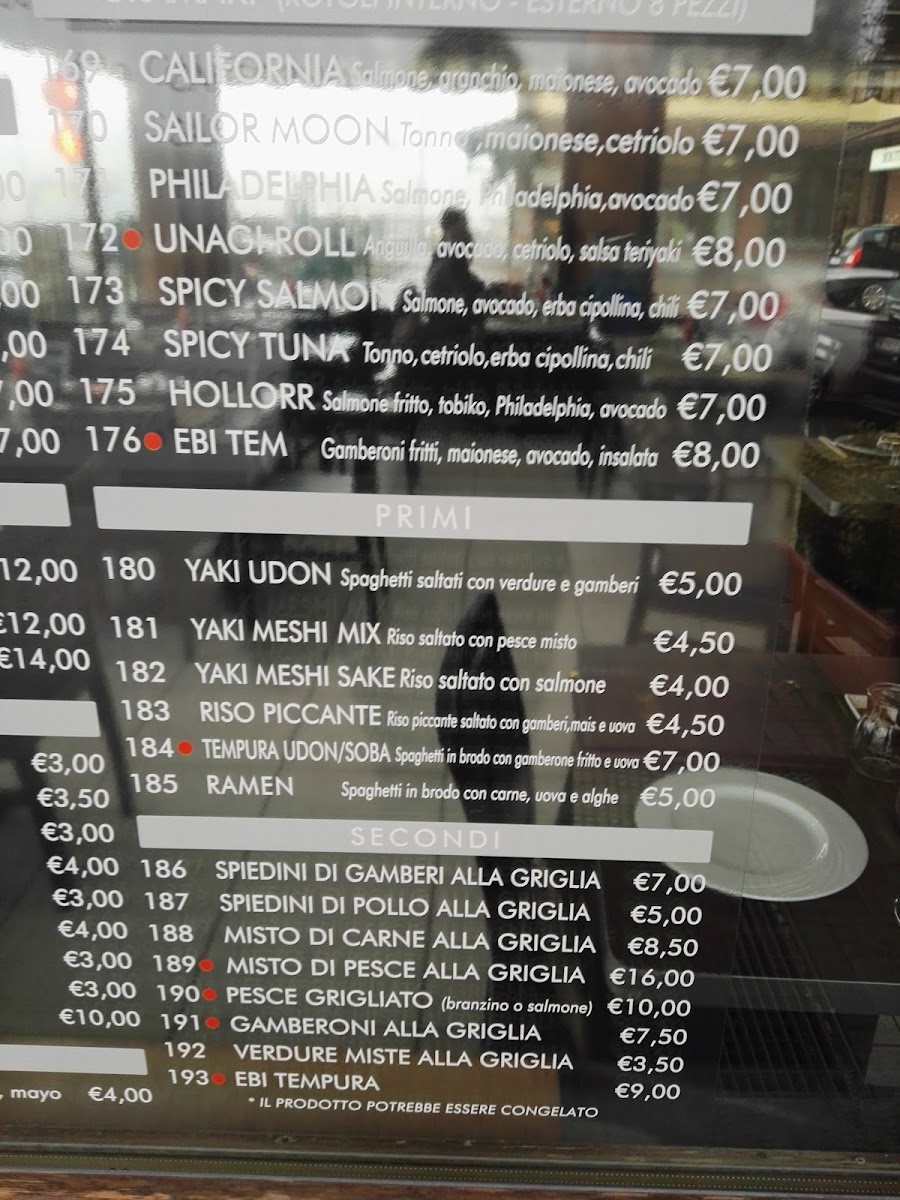 (ROTOLI INTERNO - ESTERNO 8 PEZZI)
169 CALIFORNIA Salmone, granchio, maionese, avocado €7,00
170 SAILOR MOON Tonno ,maionese,cetriolo €7,00
00 171 PHILADELPHIA Salmone, Philadelphia,avocado €7,00
00 172 UNAGI ROLL Anguilla, avocado, cetriolo, salsa teriyaki €8,00
,00 173 SPICY SALMON Salmone, avocado, erba cipollina, chili €7,00
,00 174 SPICY TUNA Tonno,cetriolo,erba cipollina,chili €7,00
7,00 175 HOLLORR Salmone fritto, tobiko, Philadelphia, avocado €7,00
7,00 176 EBI TEM Gamberoni fritti, maionese, avocado, insalata €8,00
PRIMI
12,00 180 YAKI UDON Spaghetti saltati con verdure e gamberi €5,00
€12,00 181 YAKI MESHI MIX Riso saltato con pesce misto €4,50
€14,00 182 YAKI MESHI SAKE Riso saltato con salmone €4,00
183 RISO PICCANTE Riso piccante saltato con gamberi,mais e uova €4,50
€3,00 184 TEMPURA UDON/SOBA Spaghetti in brodo con gamberone fritto e uova €7,00
€3,50 185 RAMEN Spaghetti in brodo con carne, uova e alghe €5,00
€3,00 SECONDI
€4,00 186 SPIEDINI DI GAMBERI ALLA GRIGLIA €7,00
€3,00 187 SPIEDINI DI POLLO ALLA GRIGLIA €5,00
€4,00 188 MISTO DI CARNE ALLA GRIGLIA €8,50
€3,00 189 MISTO DI PESCE ALLA GRIGLIA €16,00
€3,00 190 PESCE GRIGLIATO (branzino o salmone) €10,00
€10,00 191 GAMBERONI ALLA GRIGLIA €7,50
192 VERDURE MISTE ALLA GRIGLIA €3,50
193 EBI TEMPURA €9,00
, mayo €4,00 * IL PRODOTTO POTREBBE ESSERE CONGELATO